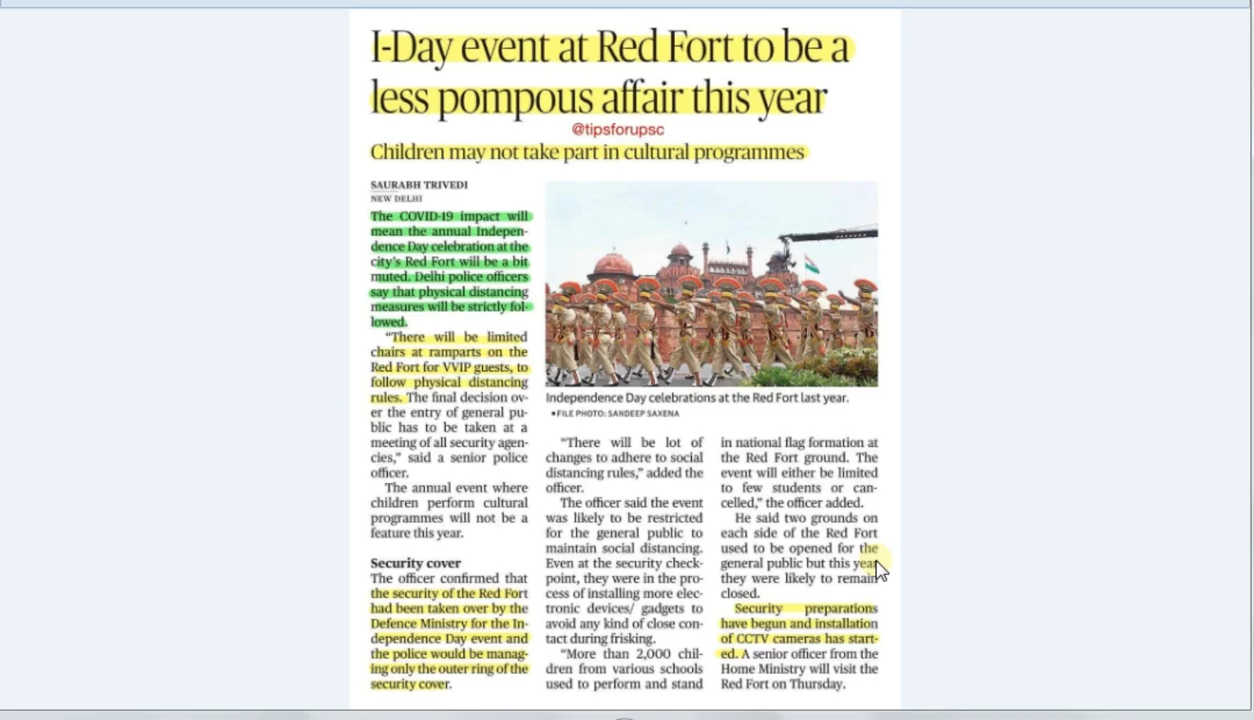 I-Day event at Red Fort to be a
less pompous affair this year
@tipsforupsc
Children may not take part in cultural programmes
SAURABH TRIVEDI
NEW DELHI
The COVID-19 impact will
mean the annual Indepen-
dence Day celebration at the
city's Red Fort will be a bit
muted. Delhi police officers
say that physical distancing
measures will be strictly fol-
lowed.
"There will be limited
chairs at ramparts on the
Red Fort for VVIP guests, to
follow physical distancing
rules. The final decision ov-
er the entry of general pu-
blic has to be taken at a
meeting of all security agen-
cies," said a senior police
officer.
The annual event where
children perform cultural
programmes will not be a
feature this year.
Security cover
The officer confirmed that
the security of the Red Fort
had been taken over by the
Defence Ministry for the In-
dependence Day event and
the police would be manag-
ing only the outer ring of the
security cover.
Independence Day celebrations at the Red Fort last year.
▪FILE PHOTO: SANDEEP SAXENA
"There will be lot of
changes to adhere to social
distancing rules," added the
officer.
The officer said the event
was likely to be restricted
for the general public to
maintain social distancing.
Even at the security check-
point, they were in the pro-
cess of installing more elec-
tronic devices/ gadgets to
avoid any kind of close con-
tact during frisking.
"More than 2,000 chil-
dren from various schools
used to perform and stand
in national flag formation at
the Red Fort ground. The
event will either be limited
to few students or can-
celled," the officer added.
He said two grounds on
each side of the Red Fort
used to be opened for the
general public but this year
they were likely to remain
closed.
Security preparations
have begun and installation
of CCTV cameras has start-
ed. A senior officer from the
Home Ministry will visit the
Red Fort on Thursday.